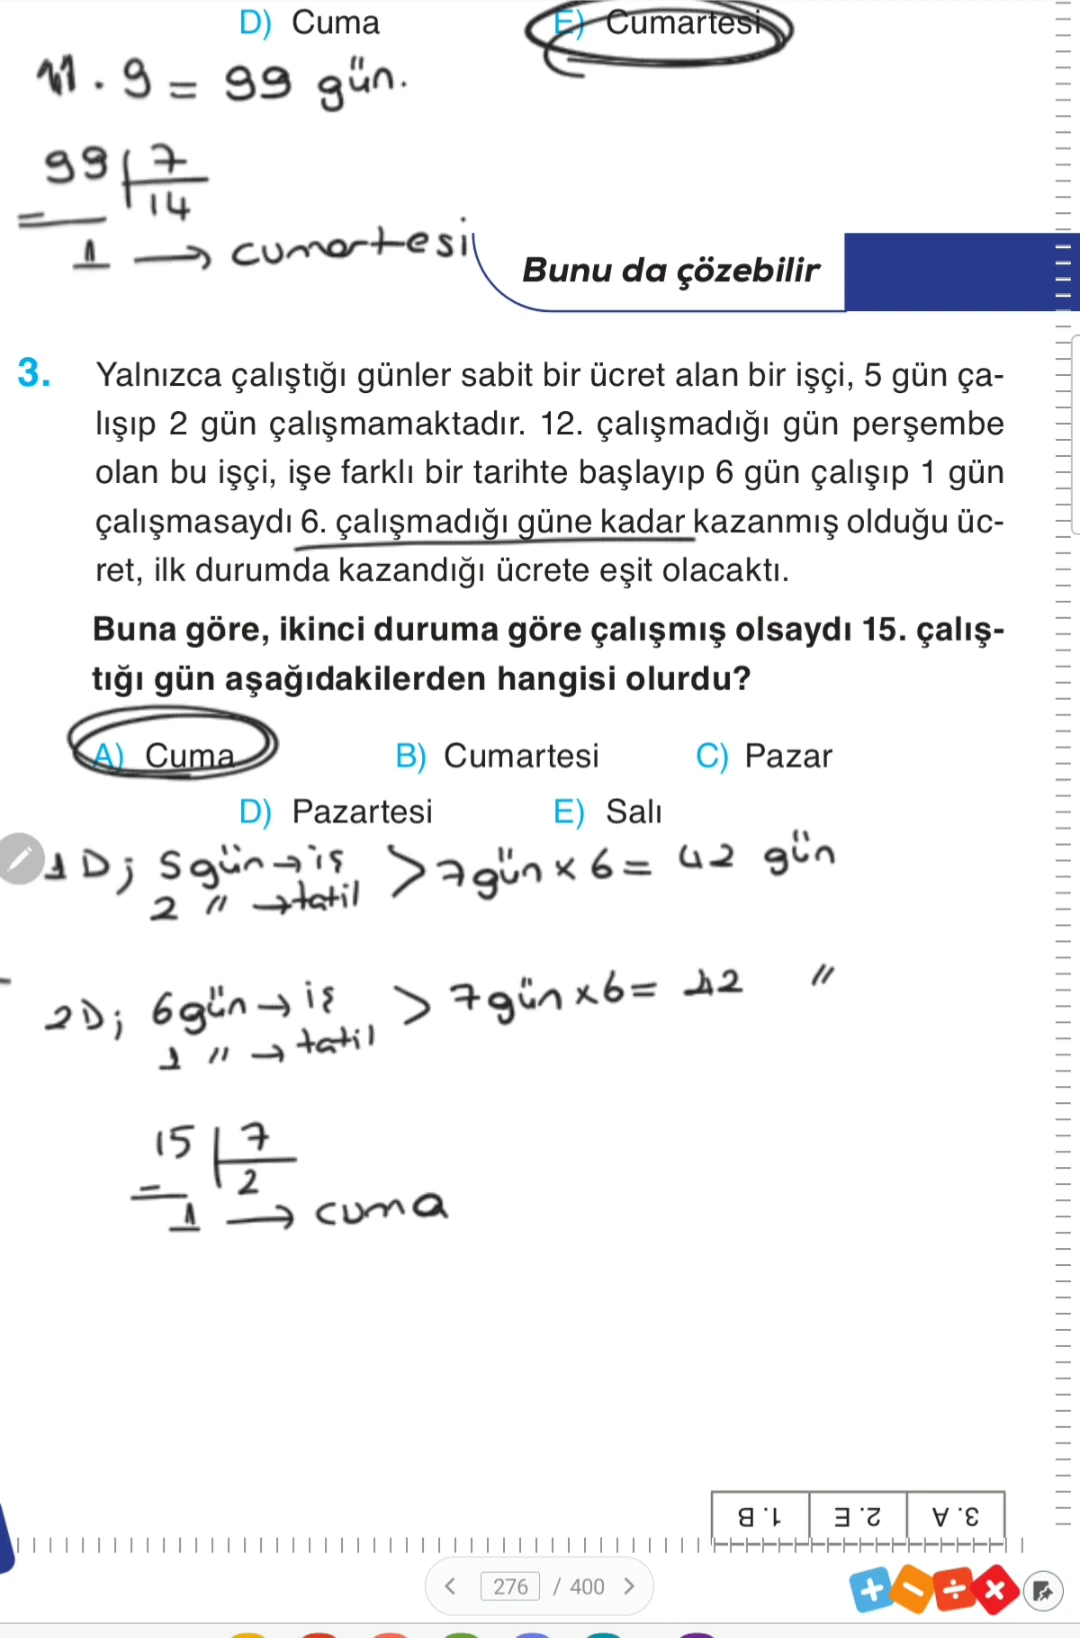 D) Cuma E) Cumartesi
11 . 9 = 99 gün.
99 | 7
14
1 → cumartesi
Bunu da çözebilir
3. Yalnızca çalıştığı günler sabit bir ücret alan bir işçi, 5 gün ça-
lışıp 2 gün çalışmamaktadır. 12. çalışmadığı gün perşembe
olan bu işçi, işe farklı bir tarihte başlayıp 6 gün çalışıp 1 gün
çalışmasaydı 6. çalışmadığı güne kadar kazanmış olduğu üc-
ret, ilk durumda kazandığı ücrete eşit olacaktı.
Buna göre, ikinci duruma göre çalışmış olsaydı 15. çalış-
tığı gün aşağıdakilerden hangisi olurdu?
A) Cuma B) Cumartesi C) Pazar
D) Pazartesi E) Salı
1D; 5gün → iş > 7gün x 6 = 42 gün
2 " → tatil
2D; 6gün → iş > 7gün x 6 = 42 "
1 " → tatil
15 | 7
2
1 → cuma
1. B 2. E 3. A
< 276 / 400 >